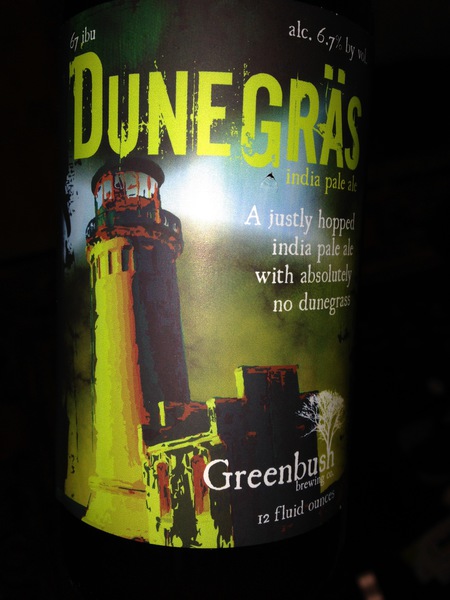 67 ibu
alc. 6.7% by vol.
DUNEGRÄS
india pale ale
A justly hopped
india pale ale
with absolutely
no dunegrass
Greenbush
brewing co.
12 fluid ounces